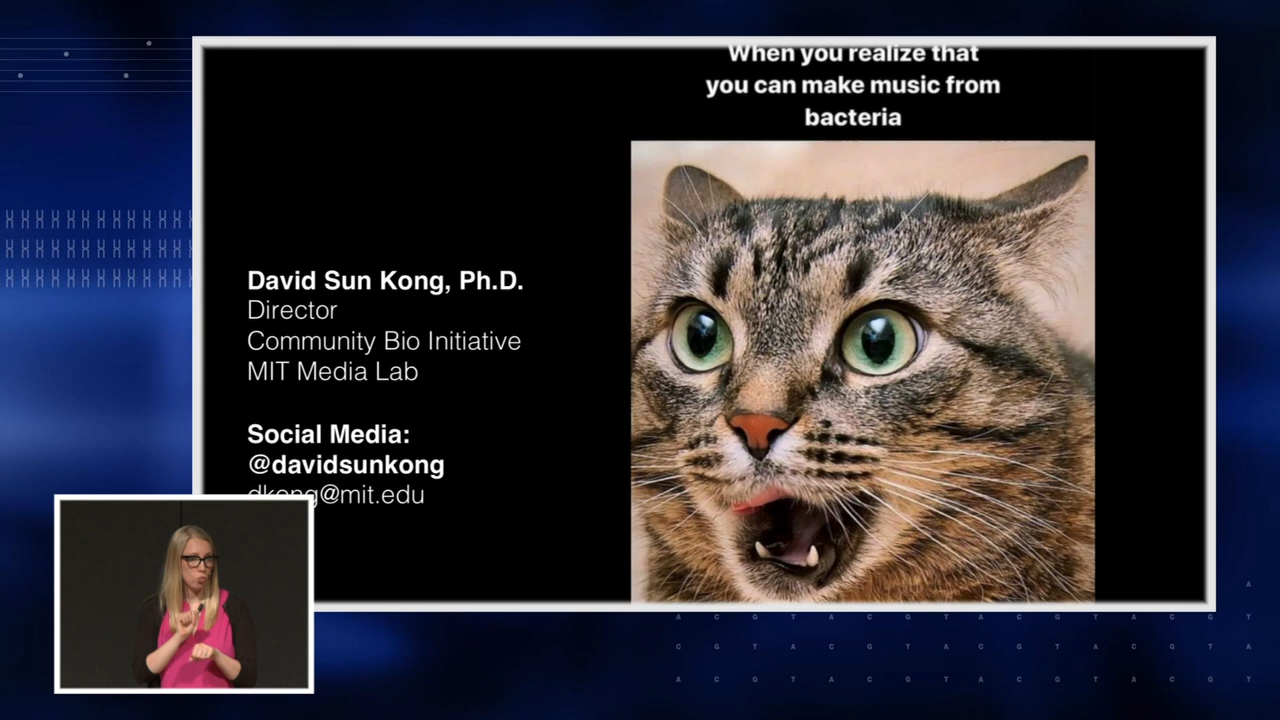 When you realize that
you can make music from
bacteria
David Sun Kong, Ph.D.
Director
Community Bio Initiative
MIT Media Lab
Social Media:
@davidsunkong
dkong@mit.edu
A C G T A C G T A C G T A C G T A
C G T A C G T A C G T A C G T A
A C G T A C G T A C G T A C G T